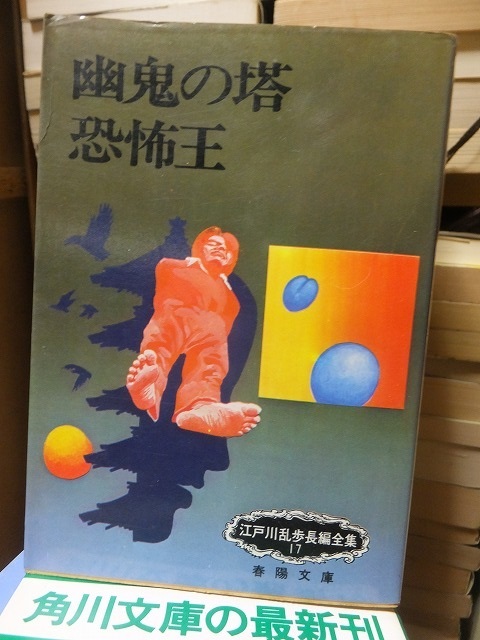 幽鬼の塔
恐怖王
江戸川乱歩長編全集
17
春陽文庫
角川文庫の最新刊